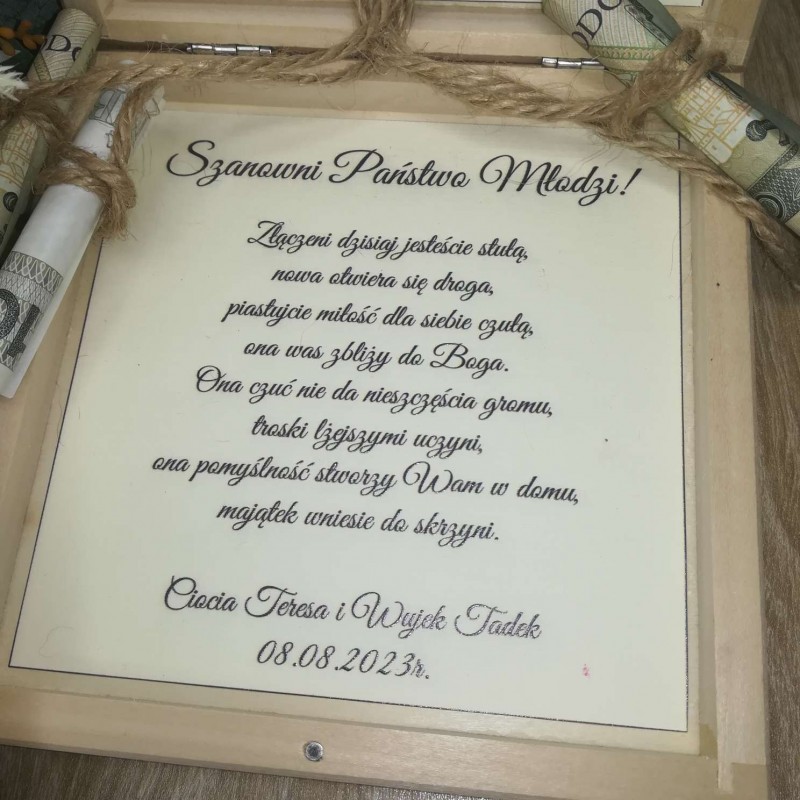 Szanowni Państwo Młodzi!
Złączeni dzisiaj jesteście stułą,
nowa otwiera się droga,
piastujcie miłość dla siebie czułą,
ona was zbliży do Boga.
Ona czuć nie da nieszczęścia gromu,
troski lżejszymi uczyni,
ona pomyślność stworzy Wam w domu,
majątek wniesie do skrzyni.
Ciocia Teresa i Wujek Tadek
08.08.2023r.